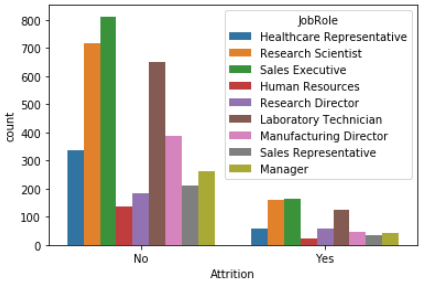 800
700
600
500
400
300
200
100
0
count
JobRole
Healthcare Representative
Research Scientist
Sales Executive
Human Resources
Research Director
Laboratory Technician
Manufacturing Director
Sales Representative
Manager
No
Yes
Attrition